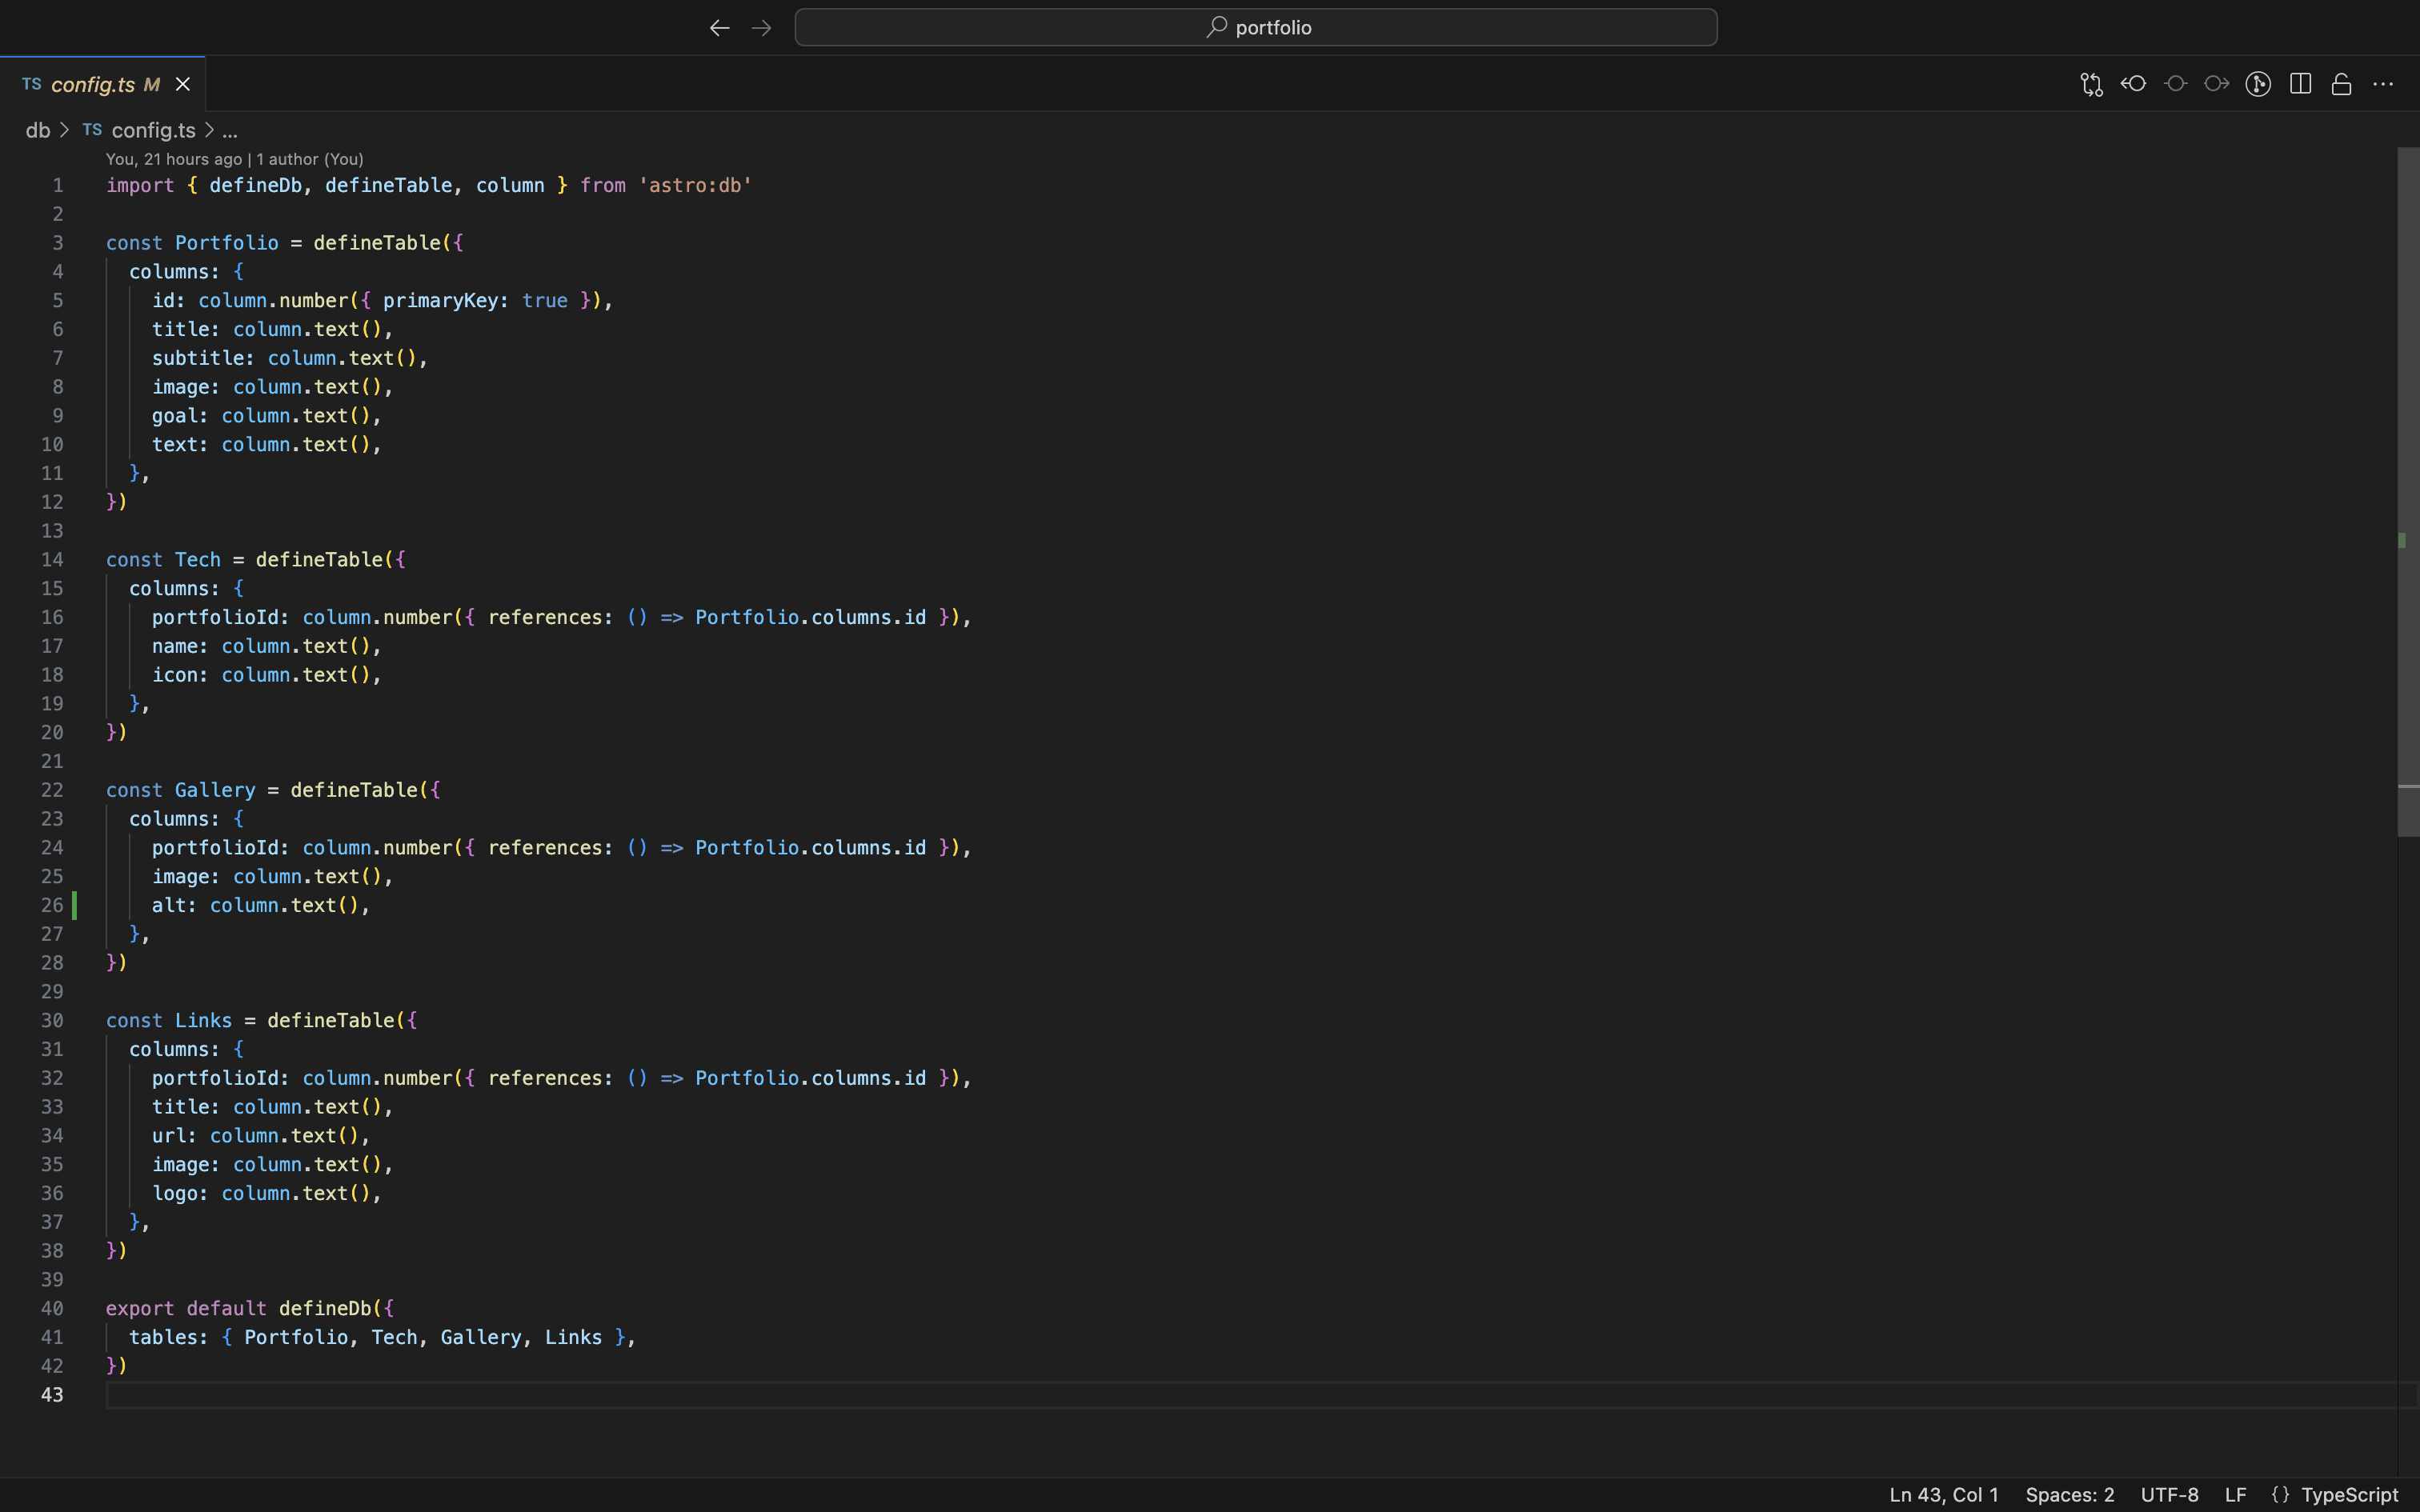 portfolio
TS config.ts M
db > TS config.ts > ...
You, 21 hours ago | 1 author (You)
1 import { defineDb, defineTable, column } from 'astro:db'
2
3 const Portfolio = defineTable({
4   columns: {
5     id: column.number({ primaryKey: true }),
6     title: column.text(),
7     subtitle: column.text(),
8     image: column.text(),
9     goal: column.text(),
10     text: column.text(),
11   },
12 })
13
14 const Tech = defineTable({
15   columns: {
16     portfolioId: column.number({ references: () => Portfolio.columns.id }),
17     name: column.text(),
18     icon: column.text(),
19   },
20 })
21
22 const Gallery = defineTable({
23   columns: {
24     portfolioId: column.number({ references: () => Portfolio.columns.id }),
25     image: column.text(),
26     alt: column.text(),
27   },
28 })
29
30 const Links = defineTable({
31   columns: {
32     portfolioId: column.number({ references: () => Portfolio.columns.id }),
33     title: column.text(),
34     url: column.text(),
35     image: column.text(),
36     logo: column.text(),
37   },
38 })
39
40 export default defineDb({
41   tables: { Portfolio, Tech, Gallery, Links },
42 })
43
Ln 43, Col 1 Spaces: 2 UTF-8 LF {} TypeScript